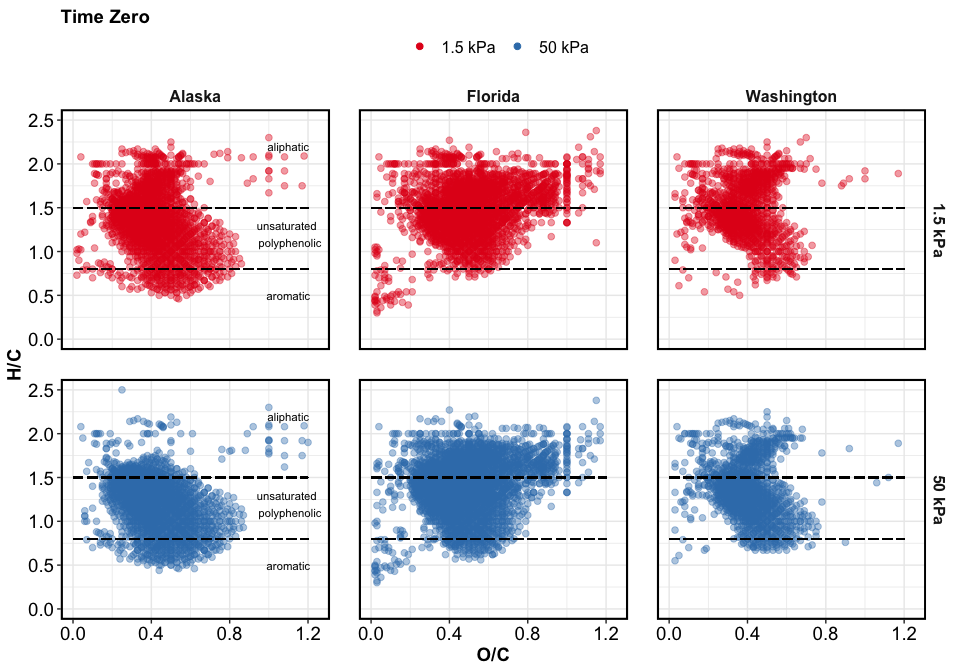 Time Zero
1.5 kPa 50 kPa
Alaska Florida Washington
2.5
2.0
1.5
1.0
0.5
0.0
aliphatic
unsaturated
polyphenolic
aromatic
1.5 kPa
H/C
2.5
2.0
1.5
1.0
0.5
0.0
aliphatic
unsaturated
polyphenolic
aromatic
50 kPa
0.0 0.4 0.8 1.2 0.0 0.4 0.8 1.2 0.0 0.4 0.8 1.2
O/C